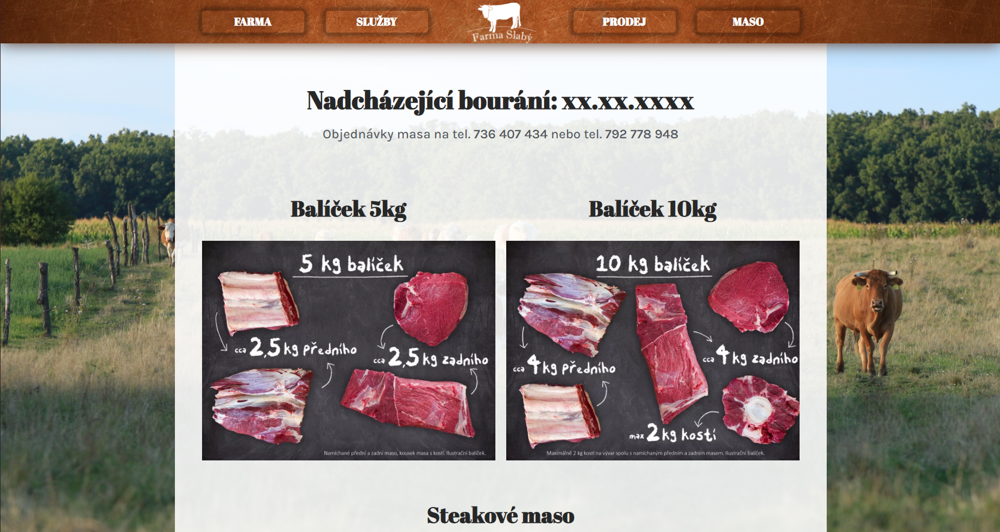 FARMA
SLUŽBY
Farma Slabý
PRODEJ
MASO
Nadcházející bourání: xx.xx.xxxx
Objednávky masa na tel. 736 407 434 nebo tel. 792 778 948
Balíček 5kg
5 kg balíček
cca 2,5 kg předního
cca 2,5 kg zadního
Namíchané přední a zadní maso, kousek masa s kostí. Ilustrační balíček.
Balíček 10kg
10 kg balíček
cca 4 kg zadního
cca 4 kg předního
max 2 kg kostí
Maximálně 2 kg kostí na vývar spolu s namíchaným předním a zadním masem. Ilustrační balíček.
Steakové maso